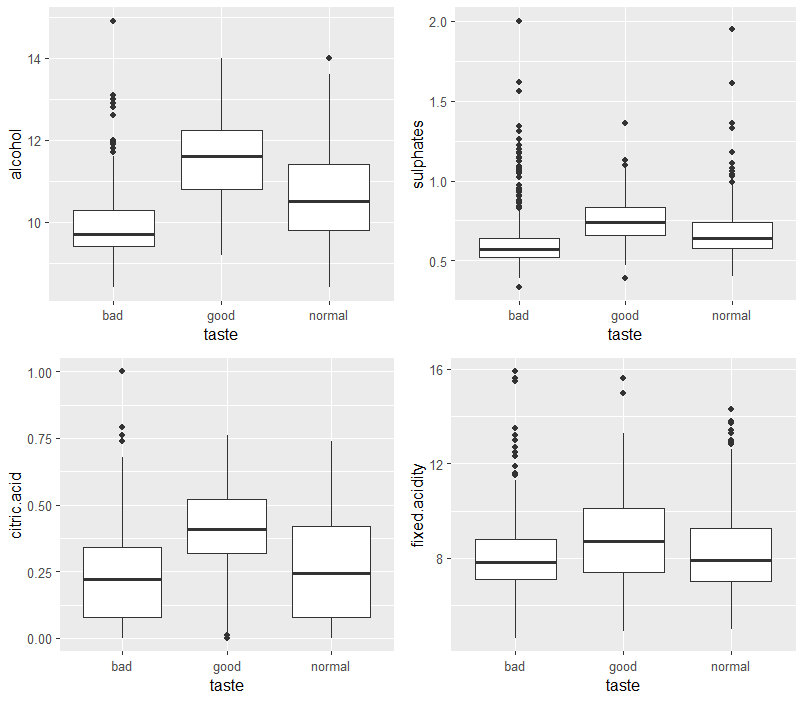 alcohol
14
12
10
bad good normal
taste
sulphates
2.0
1.5
1.0
0.5
bad good normal
taste
citric.acid
1.00
0.75
0.50
0.25
0.00
bad good normal
taste
fixed.acidity
16
12
8
bad good normal
taste